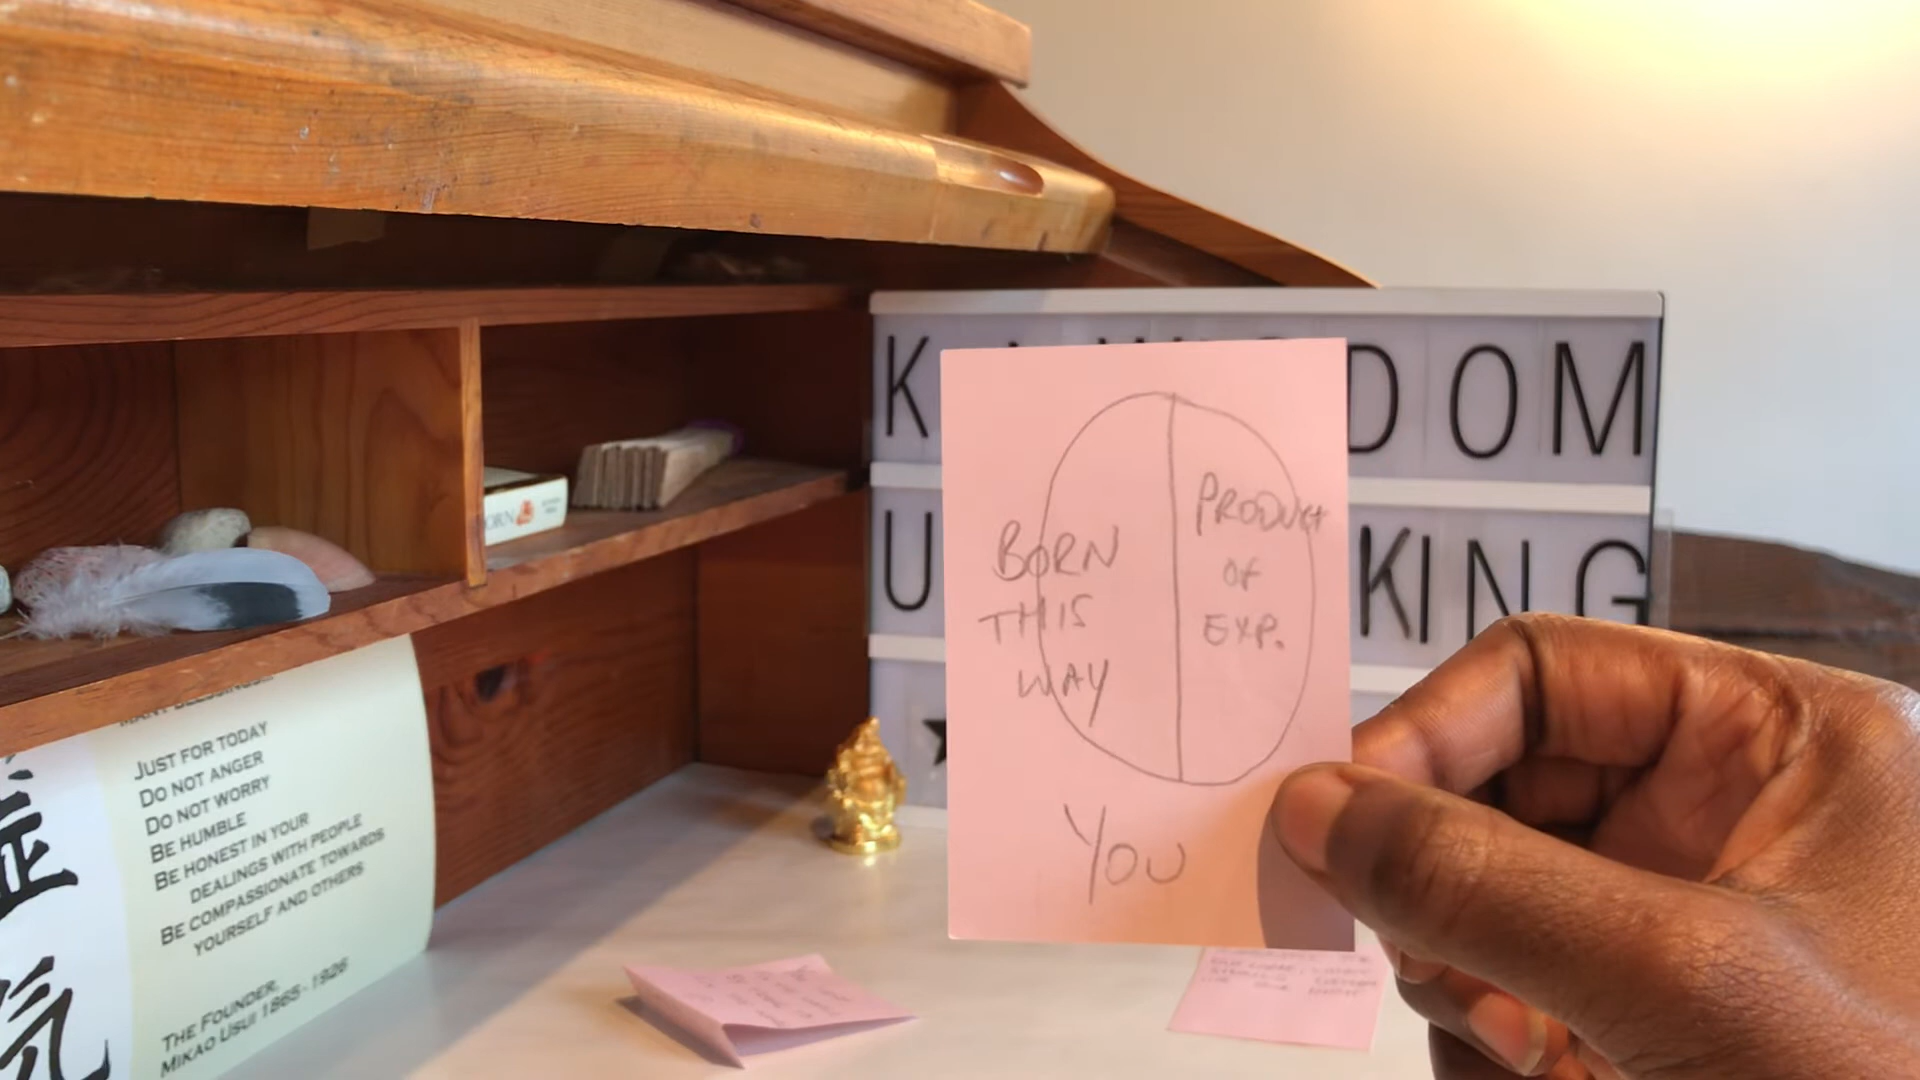 K
DOM
U
KING
BORN
THIS
WAY
PRODUCT
OF
EXP.
YOU
ORN
JUST FOR TODAY
DO NOT ANGER
DO NOT WORRY
BE HUMBLE
BE HONEST IN YOUR
DEALINGS WITH PEOPLE
BE COMPASSIONATE TOWARDS
YOURSELF AND OTHERS
THE FOUNDER,
MIKAO USUI 1865-1926
気